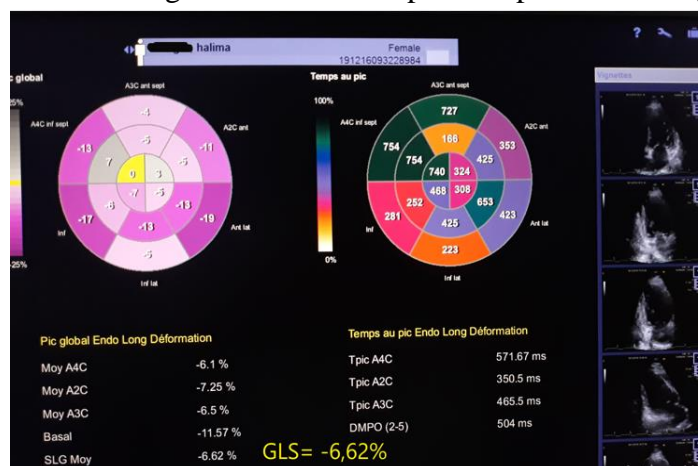 halima
Female
191216093228984
? 
c global
Temps au pic
Vignettes
25%
-25%
A3C ant sept
A4C inf sept
A2C ant
Inf
Ant lat
Inf lat
-4
-13 -5 -11
7 -5
0 3
-7 -5
-6 -13
-17 -19
-13
-5
100%
0%
A3C ant sept
A4C inf sept
A2C ant
Inf
Ant lat
Inf lat
727
754 166 353
754 425
740 324
468 308
252 653
281 423
425
223
Pic global Endo Long Déformation
Moy A4C -6.1 %
Moy A2C -7.25 %
Moy A3C -6.5 %
Basal -11.57 %
SLG Moy -6.62 %
GLS= -6,62%
Temps au pic Endo Long Déformation
Tpic A4C 571.67 ms
Tpic A2C 350.5 ms
Tpic A3C 465.5 ms
DMPO (2-5) 504 ms